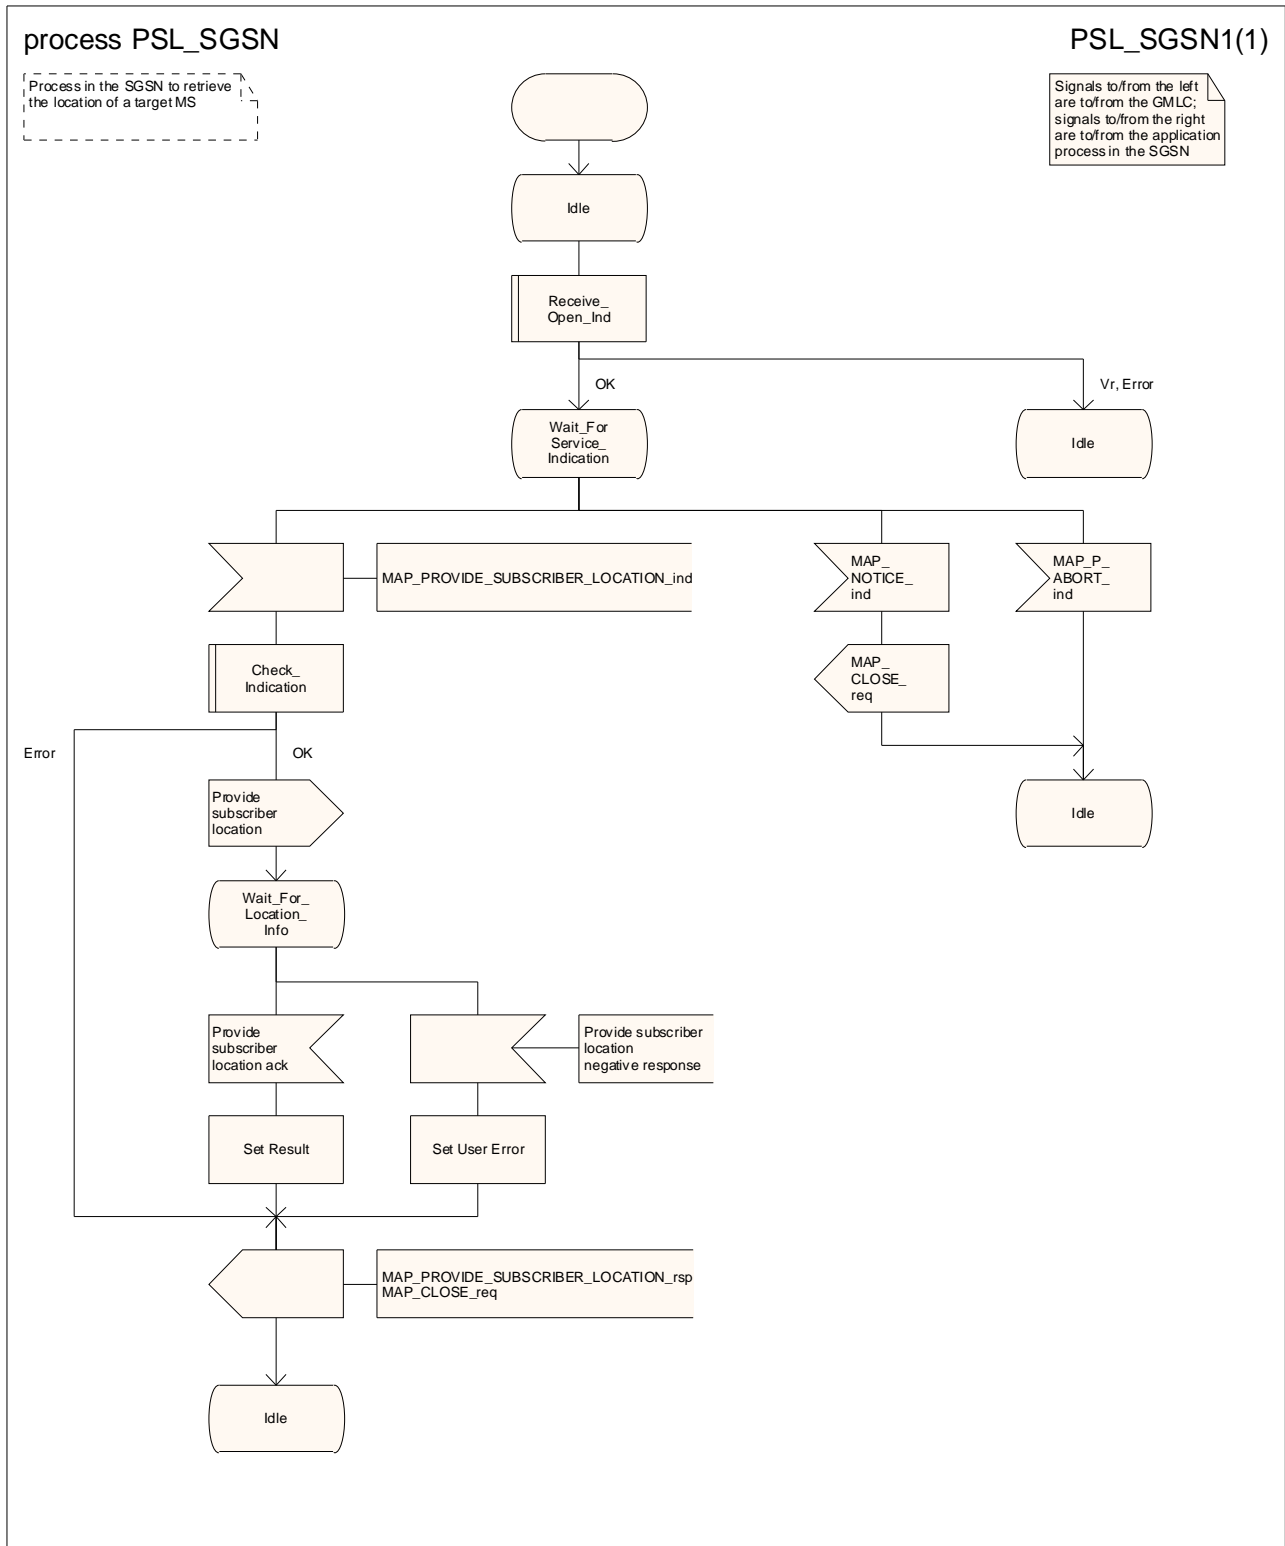 process PSL_SGSN
PSL_SGSN1(1)
Process in the SGSN to retrieve
the location of a target MS
Signals to/from the left
are to/from the GMLC;
signals to/from the right
are to/from the application
process in the SGSN
Idle
Receive_
Open_Ind
OK
Vr, Error
Wait_For
Service_
Indication
Idle
MAP_PROVIDE_SUBSCRIBER_LOCATION_ind
MAP_
NOTICE_
ind
MAP_P_
ABORT_
ind
Check_
Indication
MAP_
CLOSE_
req
Error
OK
Provide
subscriber
location
Idle
Wait_For_
Location_
Info
Provide
subscriber
location ack
Provide subscriber
location
negative response
Set Result
Set User Error
MAP_PROVIDE_SUBSCRIBER_LOCATION_rsp
MAP_CLOSE_req
Idle